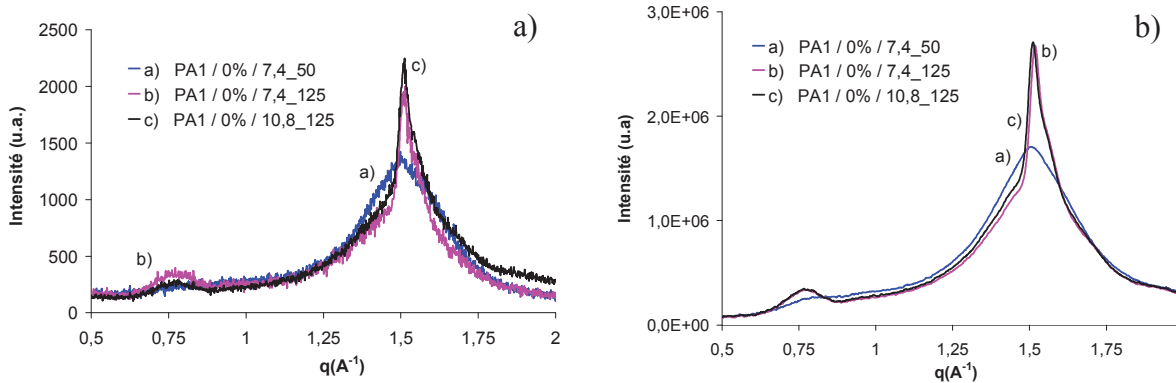 a)
2500
2000
1500
1000
500
0
0,5
0,75
1
1,25
1,5
1,75
2
Intensité (u.a.)
q(A-1)
a) PA1 / 0% / 7,4_50
b) PA1 / 0% / 7,4_125
c) PA1 / 0% / 10,8_125
c)
a)
b)
b)
3,0E+06
2,0E+06
1,0E+06
0,0E+00
0,5
0,75
1
1,25
1,5
1,75
Intensité (u.a)
q(A-1)
a) PA1 / 0% / 7,4_50
b) PA1 / 0% / 7,4_125
c) PA1 / 0% / 10,8_125
b)
c)
a)